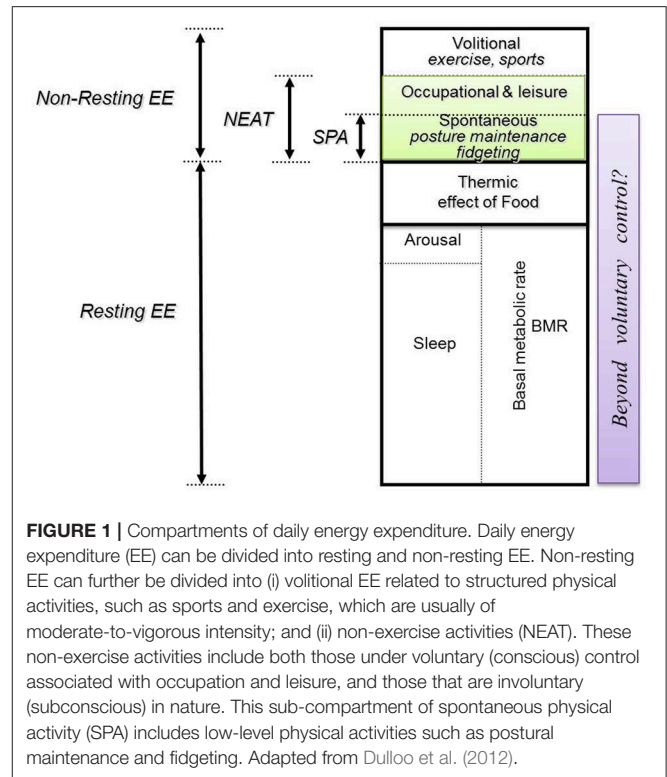 Volitional
exercise, sports
Non-Resting EE
NEAT
Occupational & leisure
SPA
Spontaneous
posture maintenance
fidgeting
Thermic
effect of Food
Arousal
Resting EE
Sleep
Basal metabolic rate
BMR
Beyond voluntary control?
FIGURE 1 | Compartments of daily energy expenditure. Daily energy
expenditure (EE) can be divided into resting and non-resting EE. Non-resting
EE can further be divided into (i) volitional EE related to structured physical
activities, such as sports and exercise, which are usually of
moderate-to-vigorous intensity; and (ii) non-exercise activities (NEAT). These
non-exercise activities include both those under voluntary (conscious) control
associated with occupation and leisure, and those that are involuntary
(subconscious) in nature. This sub-compartment of spontaneous physical
activity (SPA) includes low-level physical activities such as postural
maintenance and fidgeting. Adapted from Dulloo et al. (2012).